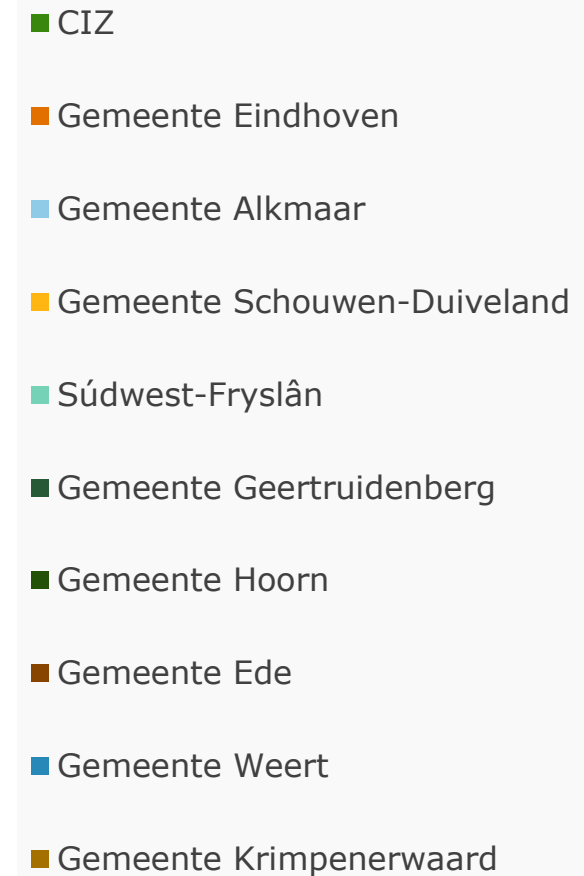 CIZ
Gemeente Eindhoven
Gemeente Alkmaar
Gemeente Schouwen-Duiveland
Súdwest-Fryslân
Gemeente Geertruidenberg
Gemeente Hoorn
Gemeente Ede
Gemeente Weert
Gemeente Krimpenerwaard